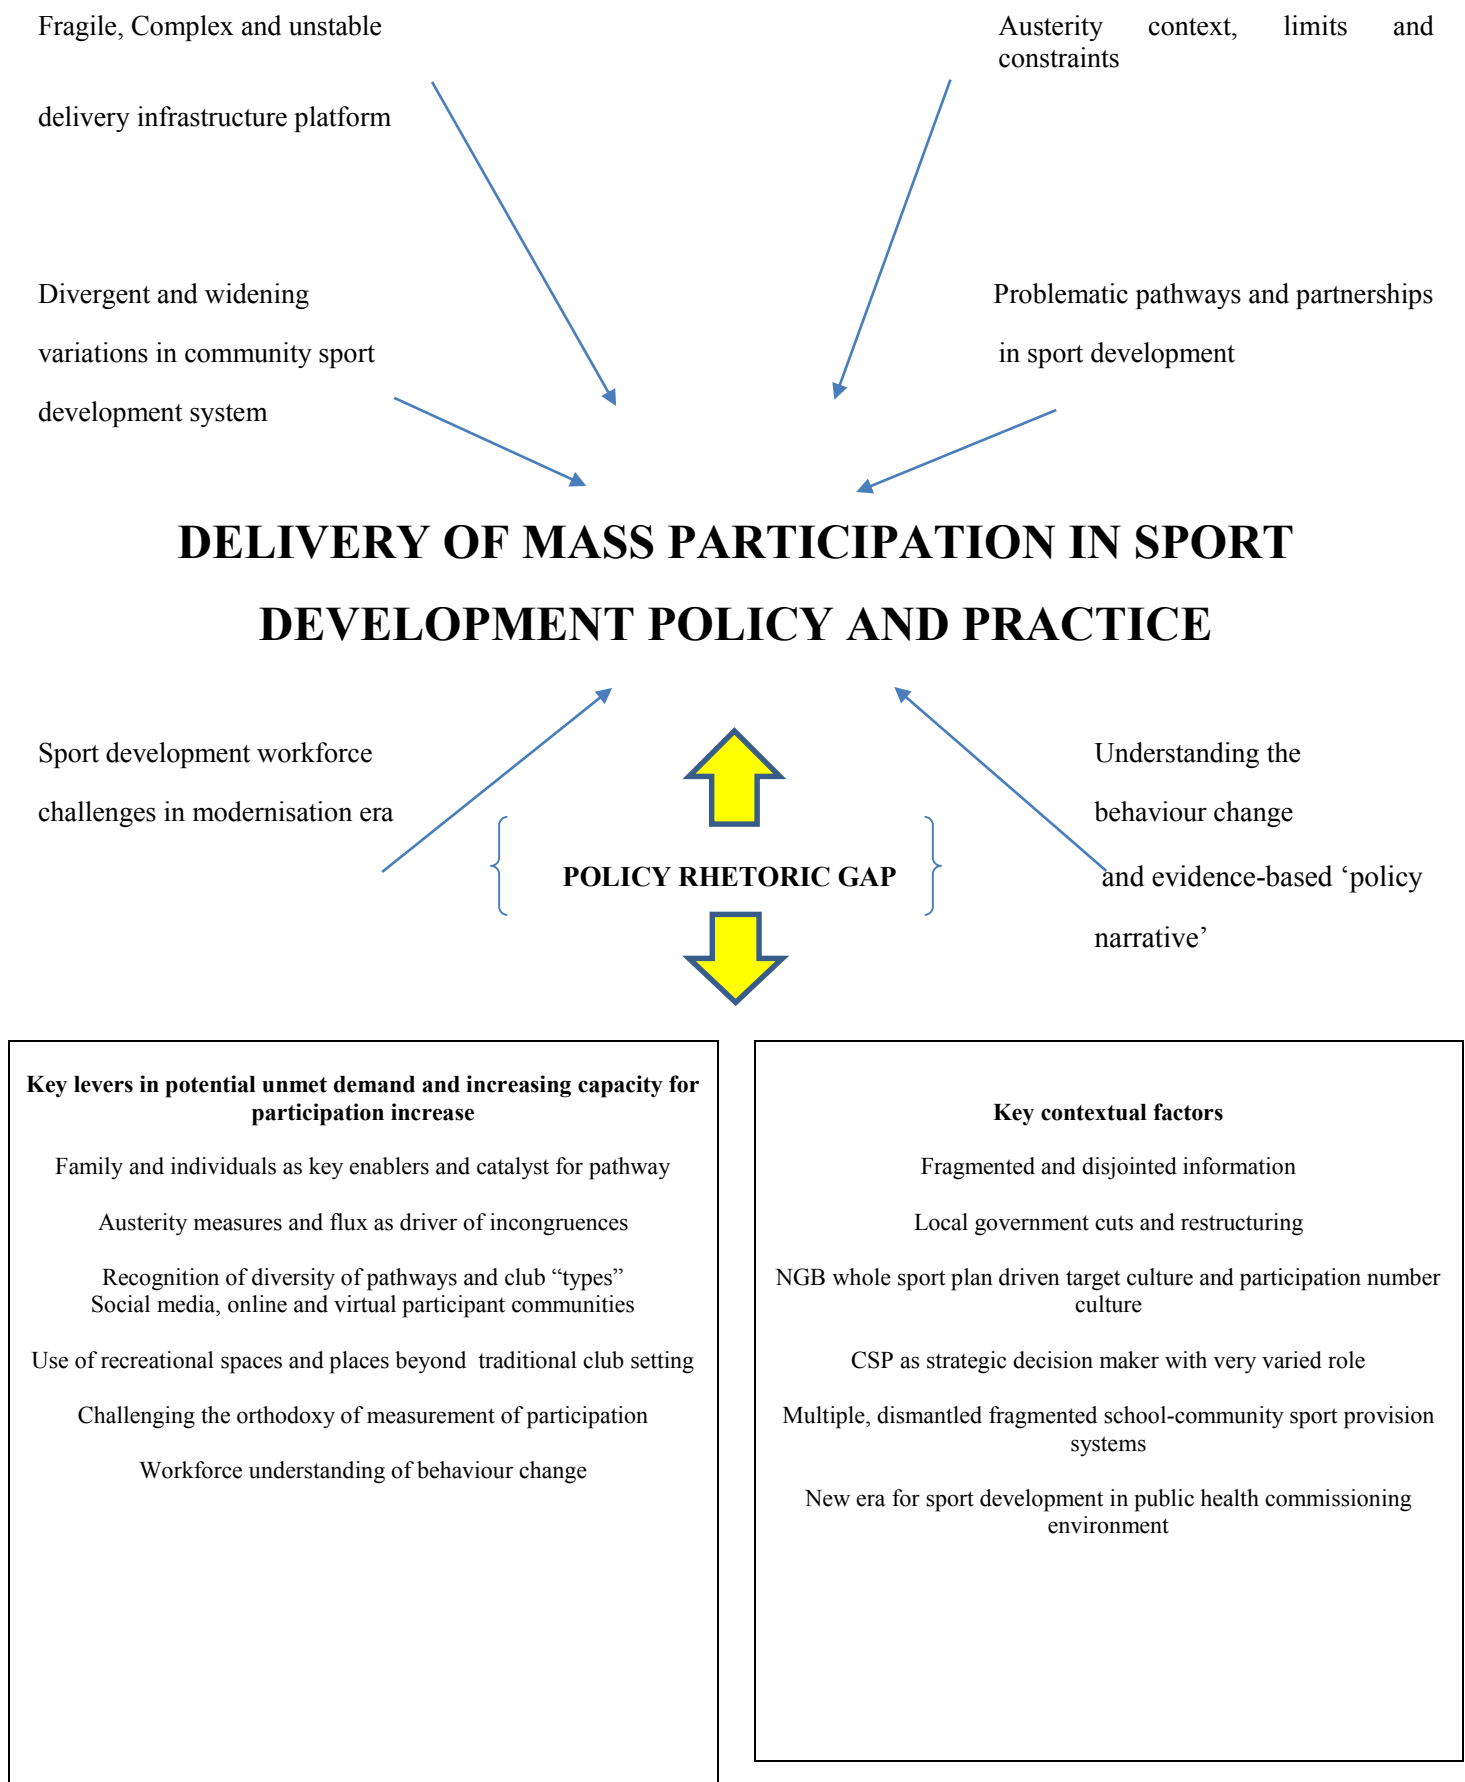 Fragile, Complex and unstable
delivery infrastructure platform
Austerity context, limits and
constraints
Divergent and widening
variations in community sport
development system
Problematic pathways and partnerships
in sport development
DELIVERY OF MASS PARTICIPATION IN SPORT
DEVELOPMENT POLICY AND PRACTICE
Sport development workforce
challenges in modernisation era
POLICY RHETORIC GAP
Understanding the
behaviour change
and evidence-based ‘policy
narrative’
Key levers in potential unmet demand and increasing capacity for
participation increase
Family and individuals as key enablers and catalyst for pathway
Austerity measures and flux as driver of incongruences
Recognition of diversity of pathways and club “types”
Social media, online and virtual participant communities
Use of recreational spaces and places beyond  traditional club setting
Challenging the orthodoxy of measurement of participation
Workforce understanding of behaviour change
Key contextual factors
Fragmented and disjointed information
Local government cuts and restructuring
NGB whole sport plan driven target culture and participation number
culture
CSP as strategic decision maker with very varied role
Multiple, dismantled fragmented school-community sport provision
systems
New era for sport development in public health commissioning
environment